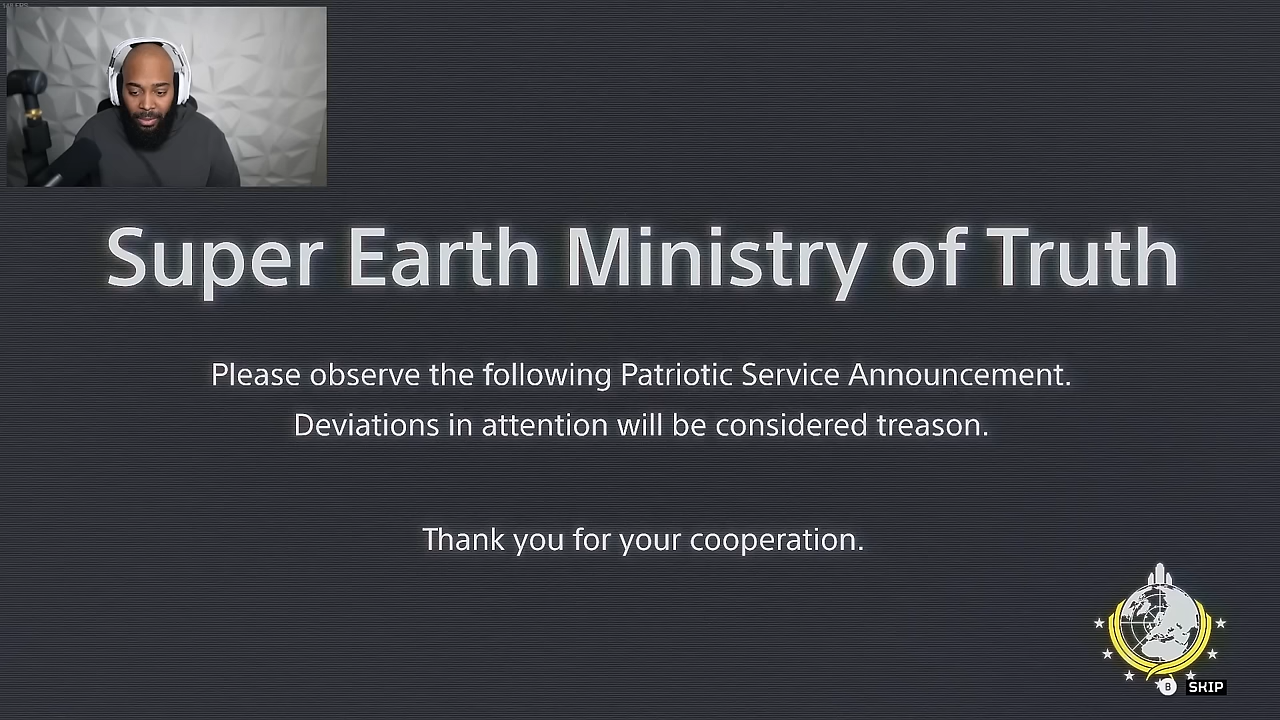 Super Earth Ministry of Truth
Please observe the following Patriotic Service Announcement.
Deviations in attention will be considered treason.
Thank you for your cooperation.
B SKIP